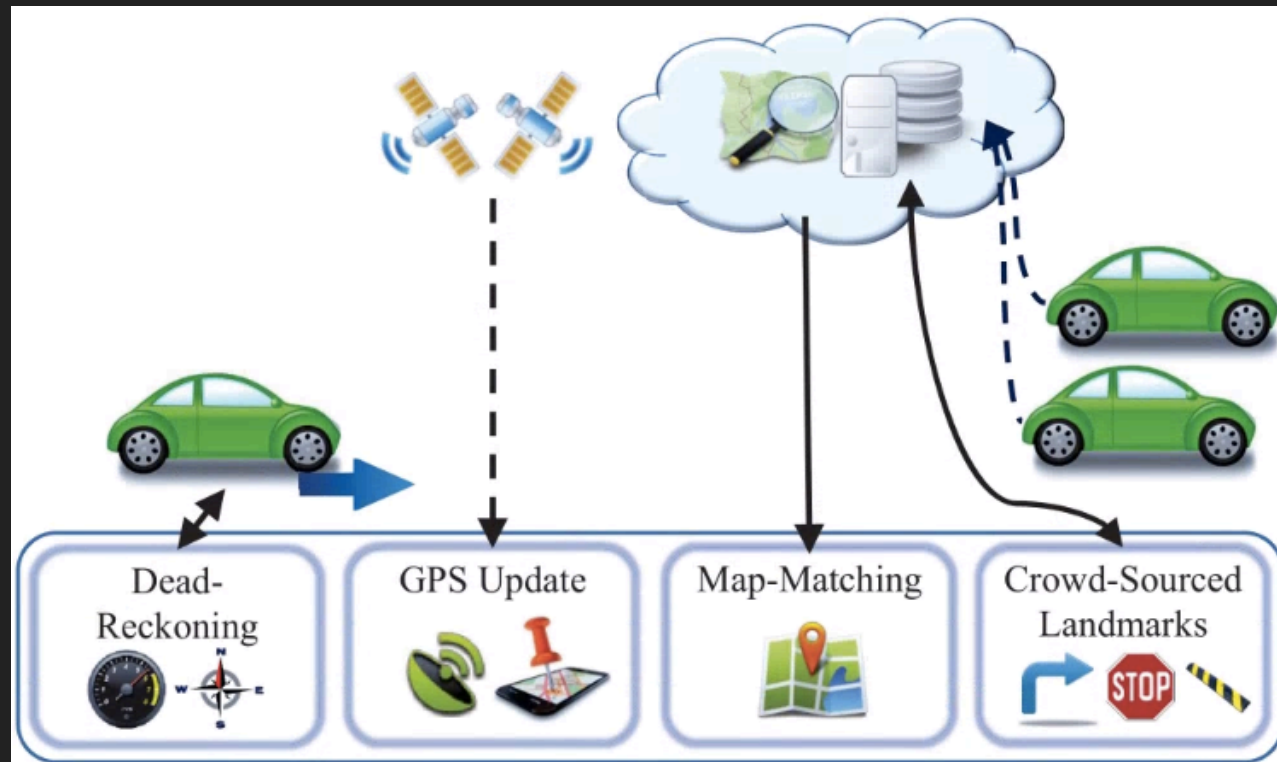 Dead-
Reckoning
N
W
E
S
GPS Update
Map-Matching
Crowd-Sourced
Landmarks
STOP